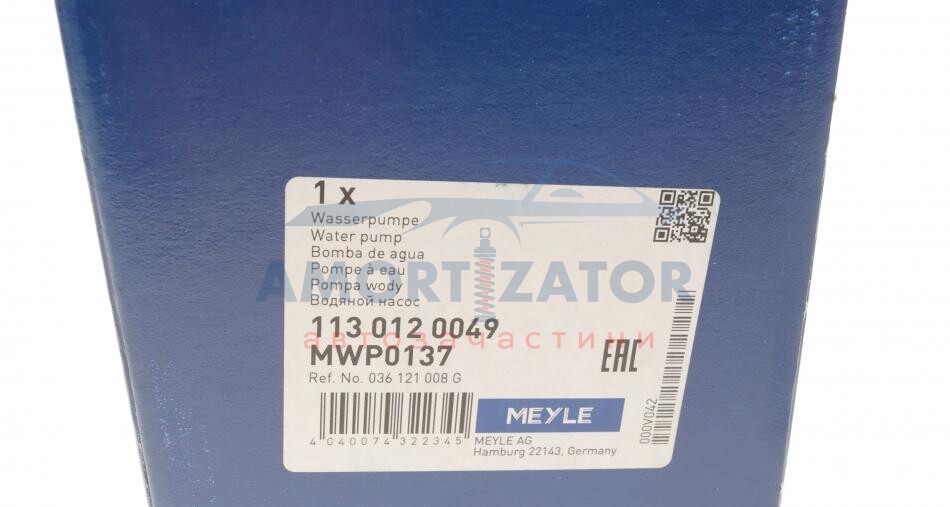 1 x
Wasserpumpe
Water pump
Bomba de agua
Pompe à eau
Pompa wody
Водяной насос
AMORTIZATOR
113 012 0049
автозапчастини
MWP0137
EAC
Ref. No. 036 121 008 G
000V042
MEYLE
4 040074 322345
MEYLE AG
Hamburg 22143, Germany